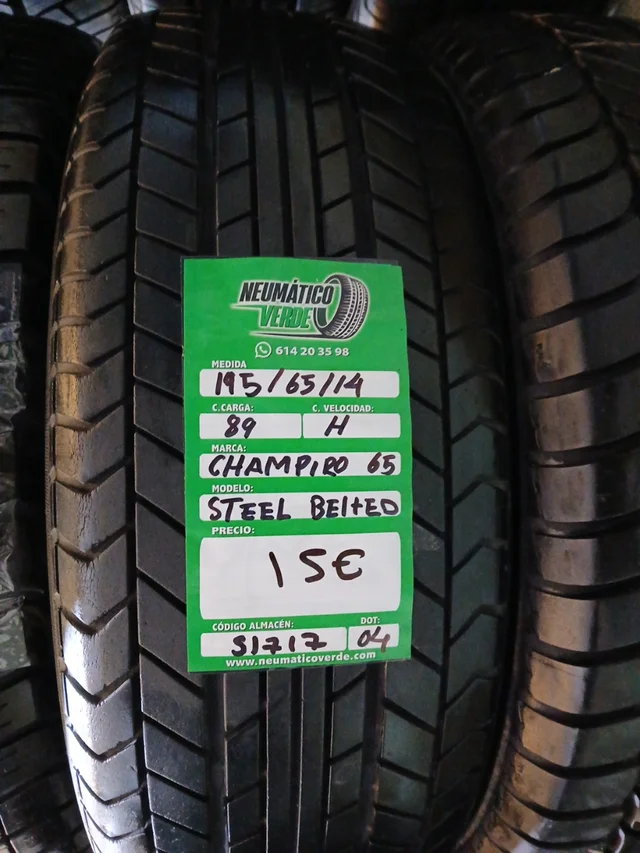 NEUMÁTICO
VERDE
614 20 35 98
MEDIDA
195/65/14
C.CARGA: C. VELOCIDAD:
89 H
MARCA:
CHAMPIRO 65
MODELO:
STEEL BElTED
PRECIO:
15€
CÓDIGO ALMACÉN: DOT:
S1717 04
www.neumaticoverde.com